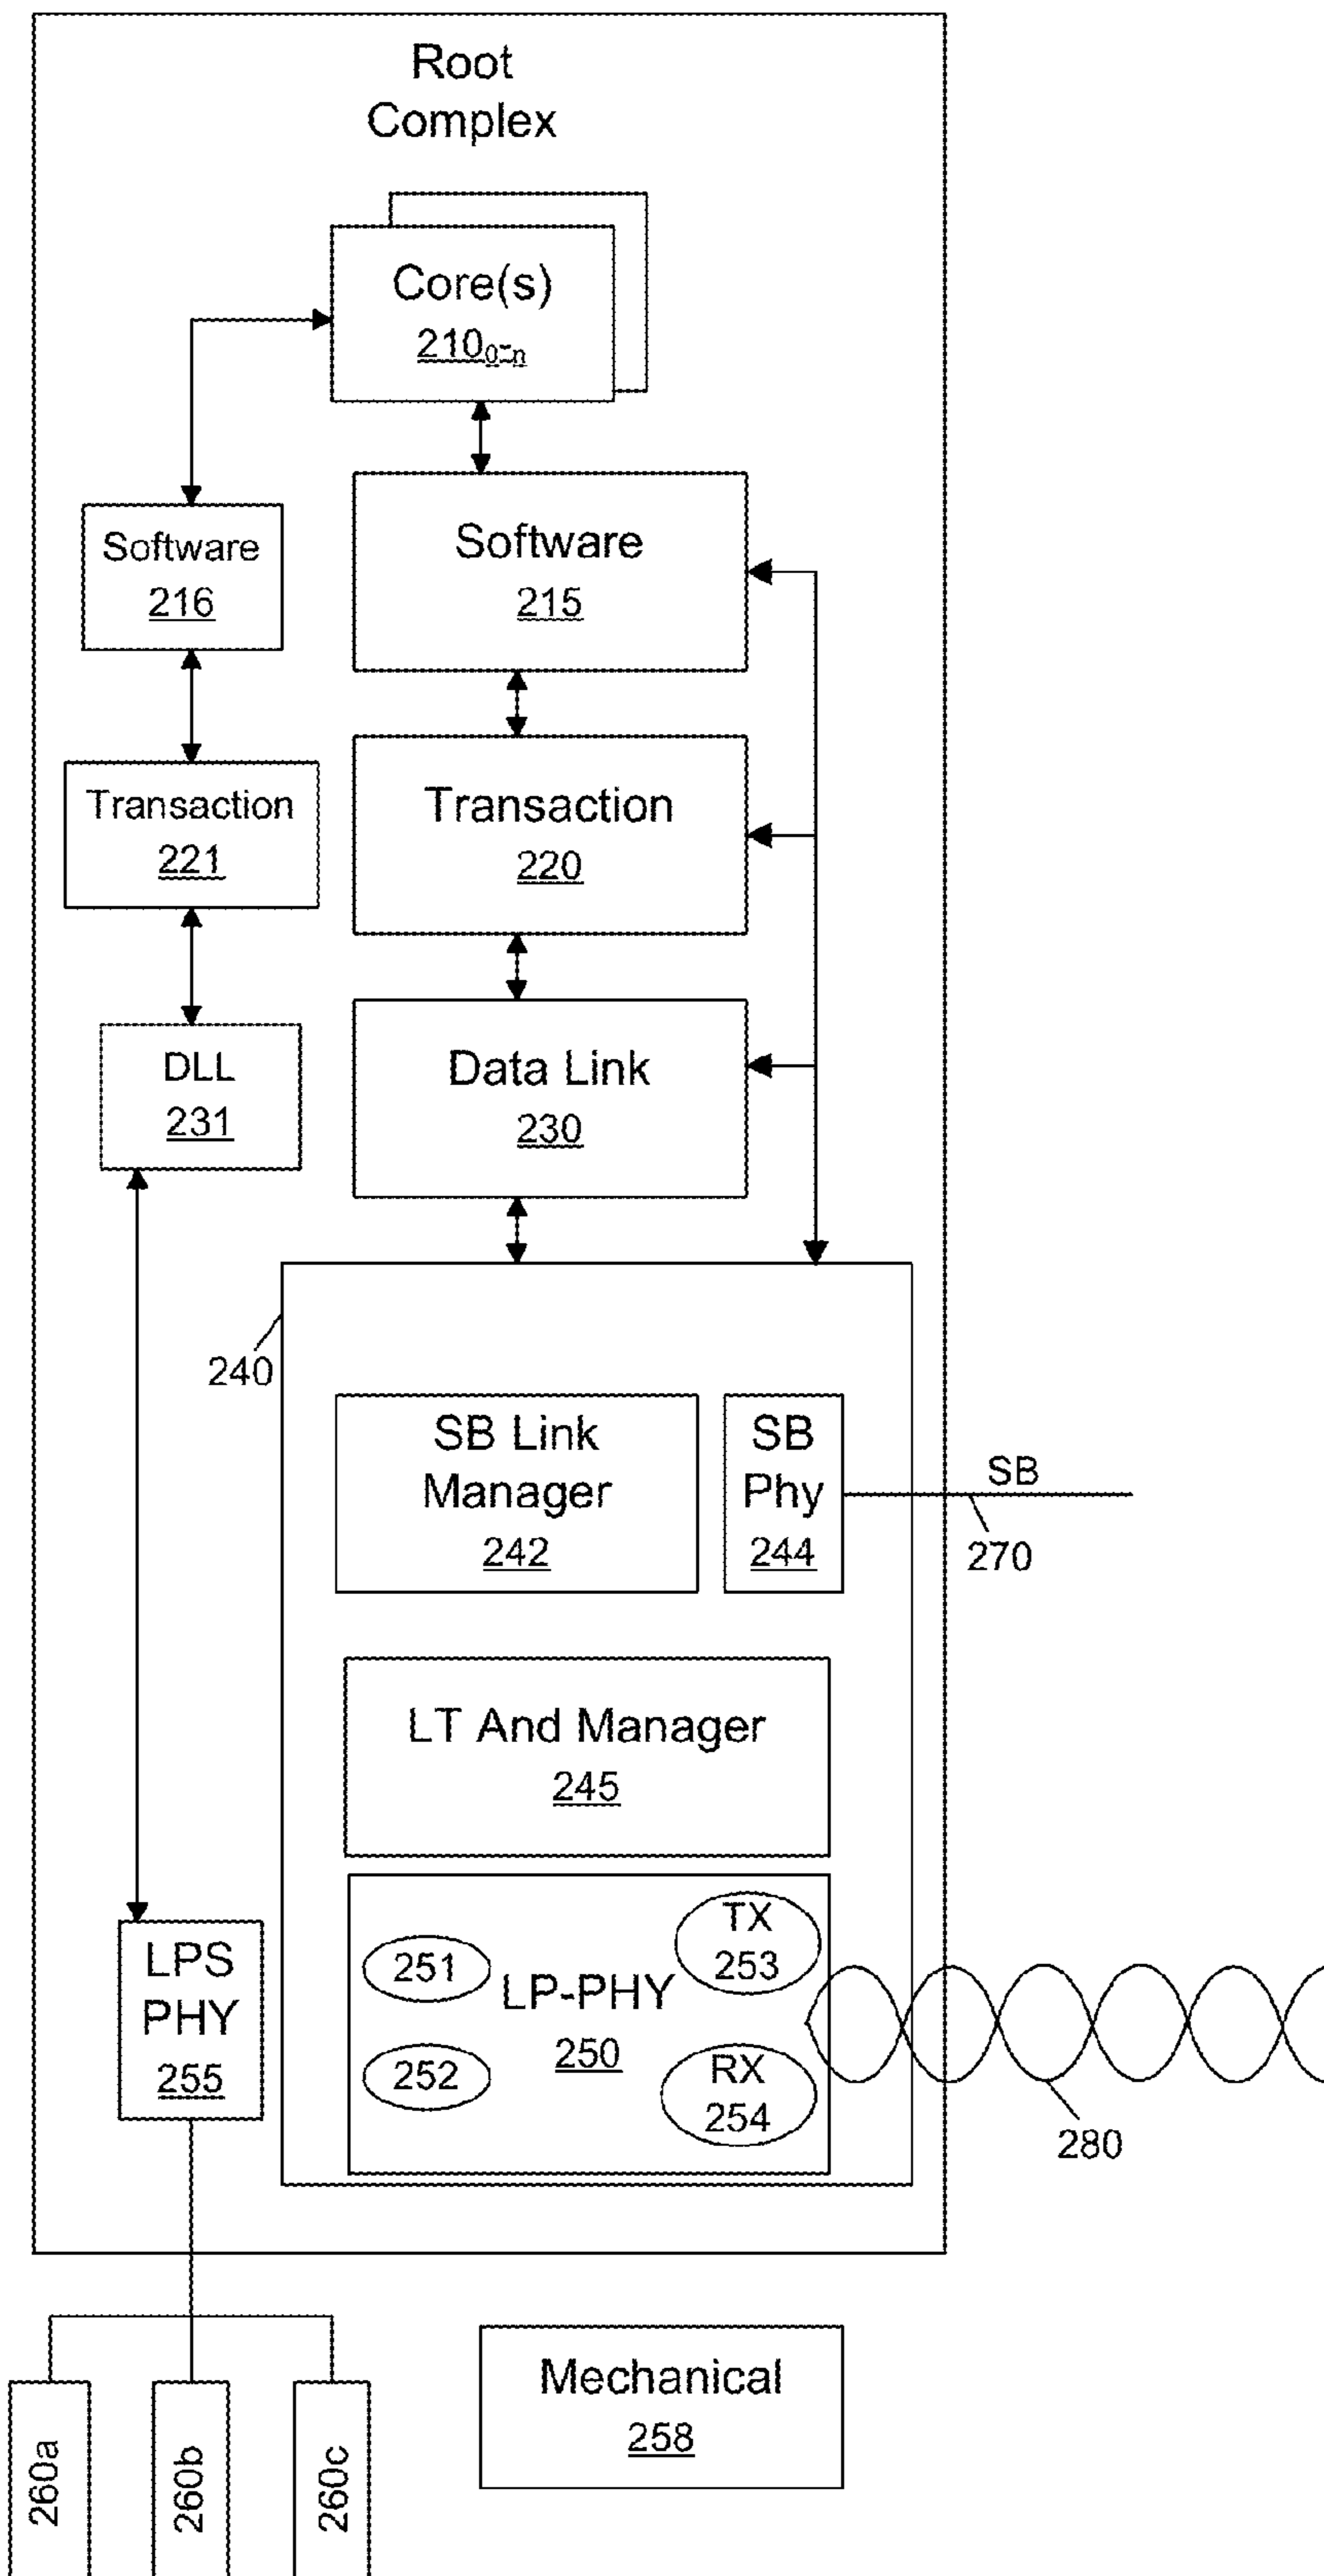 Root
Complex
Core(s)
210₀-ₙ
Software
216
Software
215
Transaction
221
Transaction
220
DLL
231
Data Link
230
240
SB Link
Manager
242
SB
Phy
244
SB
270
LT And Manager
245
LPS
PHY
255
251
252
LP-PHY
250
TX
253
RX
254
280
Mechanical
258
260a
260b
260c